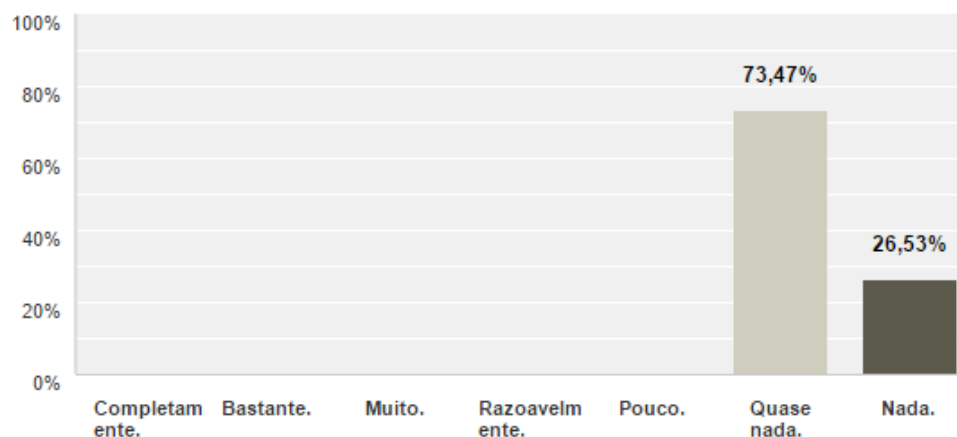 100%
73,47%
80%
60%
40%
26,53%
20%
0%
Completam
ente.
Bastante.
Muito.
Razoavelm
ente.
Pouco.
Quase
nada.
Nada.